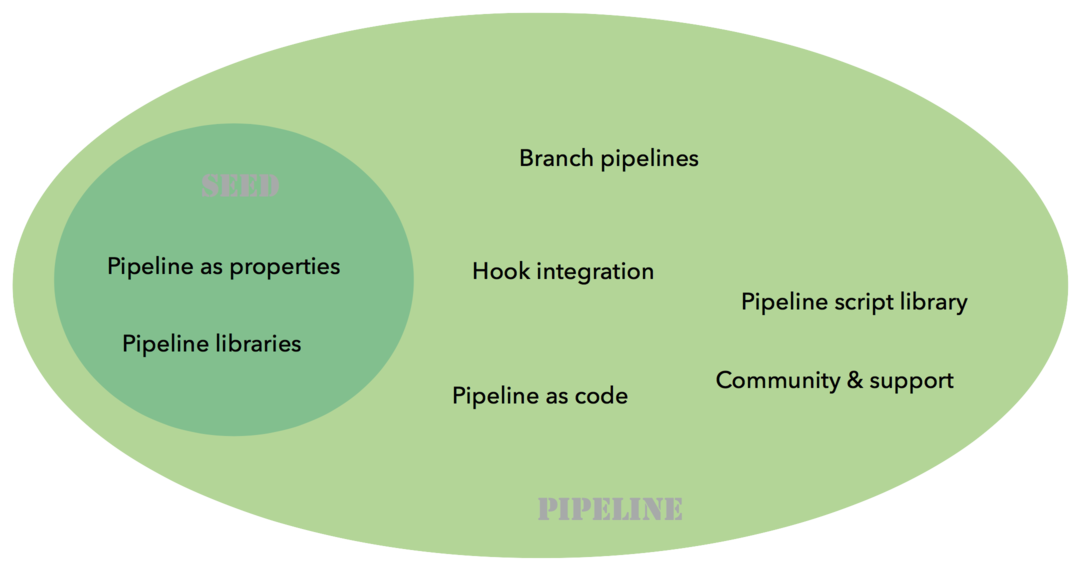 SEED
Pipeline as properties
Pipeline libraries
Branch pipelines
Hook integration
Pipeline script library
Community & support
Pipeline as code
PIPELINE